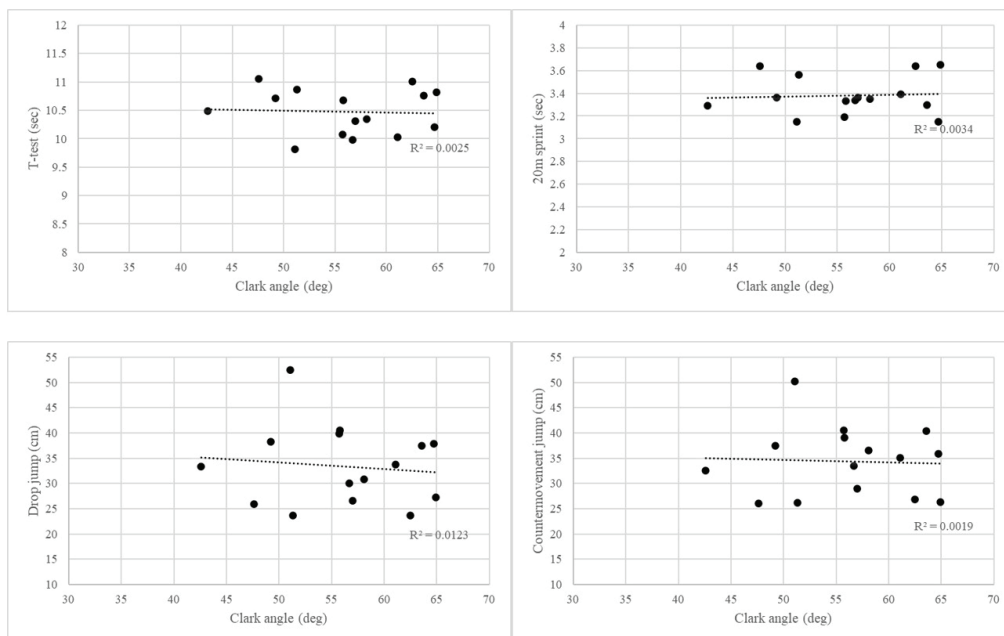 12
11.5
11
10.5
10
9.5
9
8.5
8
T-test (sec)
R² = 0.0025
30 35 40 45 50 55 60 65 70
Clark angle (deg)
4
3.8
3.6
3.4
3.2
3
2.8
2.6
2.4
2.2
2
20m sprint (sec)
R² = 0.0034
30 35 40 45 50 55 60 65 70
Clark angle (deg)
55
50
45
40
35
30
25
20
15
10
Drop jump (cm)
R² = 0.0123
30 35 40 45 50 55 60 65 70
Clark angle (deg)
55
50
45
40
35
30
25
20
15
10
Countermovement jump (cm)
R² = 0.0019
30 35 40 45 50 55 60 65 70
Clark angle (deg)